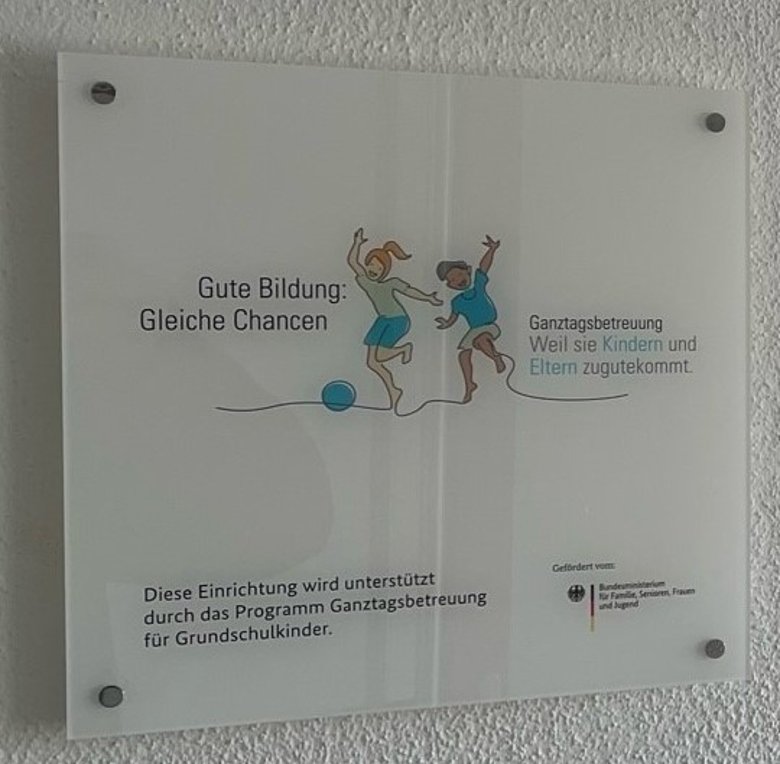 Gute Bildung:
Gleiche Chancen
Ganztagsbetreuung
Weil sie Kindern und
Eltern zugutekommt.
Diese Einrichtung wird unterstützt
durch das Programm Ganztagsbetreuung
für Grundschulkinder.
Gefördert vom:
Bundesministerium
für Familie, Senioren, Frauen
und Jugend